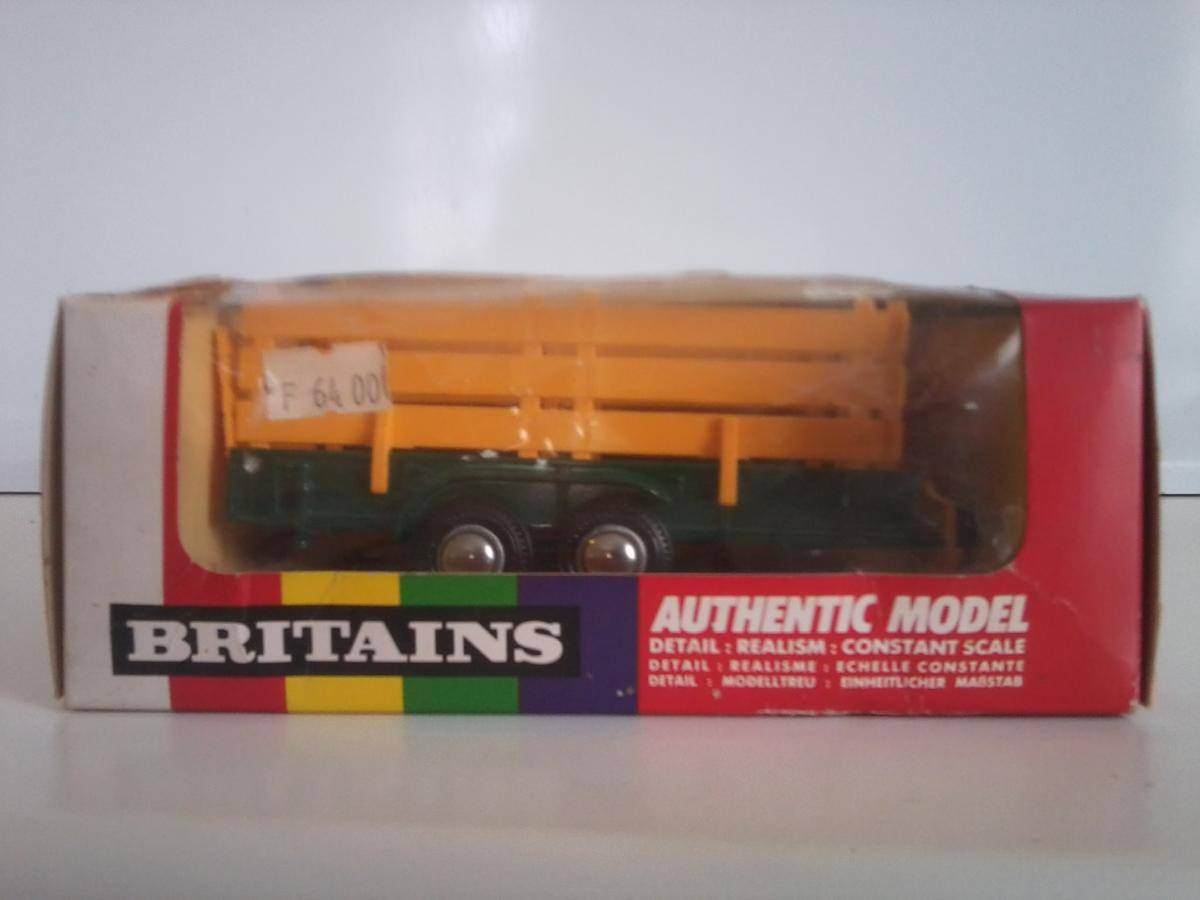 F 64 00
BRITAINS
AUTHENTIC MODEL
DETAIL : REALISM : CONSTANT SCALE
DETAIL : REALISME : ECHELLE CONSTANTE
DETAIL : MODELLTREU : EINHEITLICHER MAßSTAB